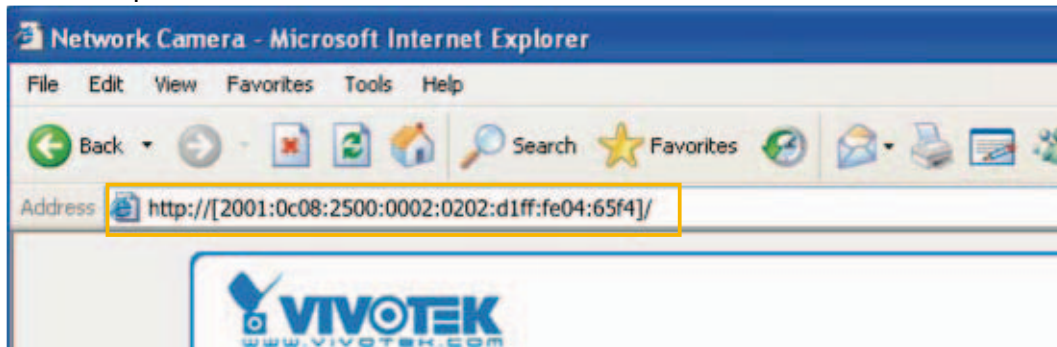 Network Camera - Microsoft Internet Explorer
File Edit View Favorites Tools Help
Back Search Favorites
Address http://[2001:0c08:2500:0002:0202:d1ff:fe04:65f4]/
VIVOTEK
www.vivotek.com